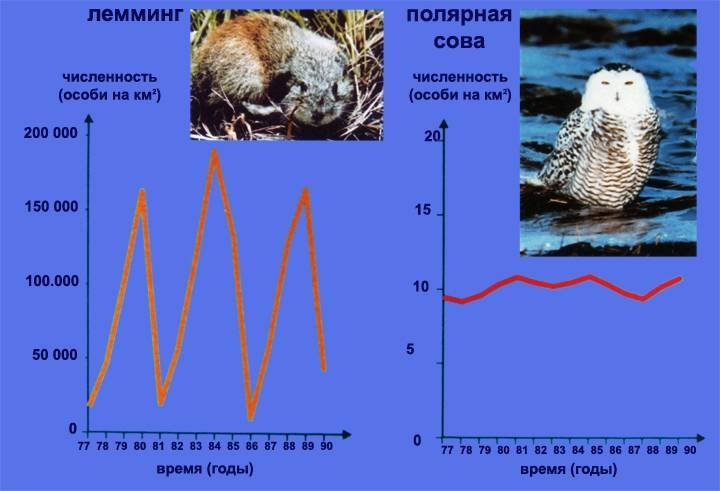 лемминг
численность
(особи на км²)
200 000
150 000
100.000
50 000
0
77 78 79 80 81 82 83 84 85 86 87 88 89 90
время (годы)
полярная
сова
численность
(особи на км²)
20
15
10
5
0
77 78 79 80 81 82 83 84 85 86 87 88 89 90
время (годы)